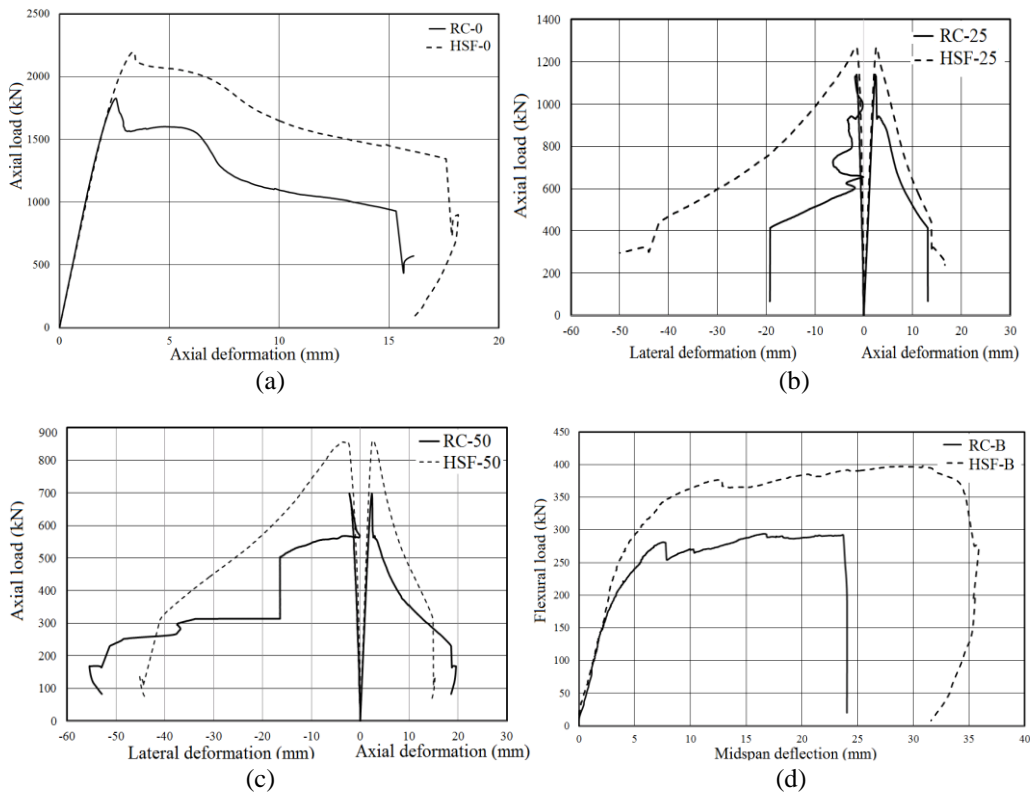 2500
2000
1500
1000
500
0
Axial load (kN)
RC-0
HSF-0
0 5 10 15 20
Axial deformation (mm)
(a)
1400
1200
1000
800
600
400
200
0
Axial load (kN)
RC-25
HSF-25
-60 -50 -40 -30 -20 -10 0 10 20 30
Lateral deformation (mm) Axial deformation (mm)
(b)
900
800
700
600
500
400
300
200
100
0
Axial load (kN)
RC-50
HSF-50
-60 -50 -40 -30 -20 -10 0 10 20 30
Lateral deformation (mm) Axial deformation (mm)
(c)
450
400
350
300
250
200
150
100
50
0
Flexural load (kN)
RC-B
HSF-B
0 5 10 15 20 25 30 35 40
Midspan deflection (mm)
(d)